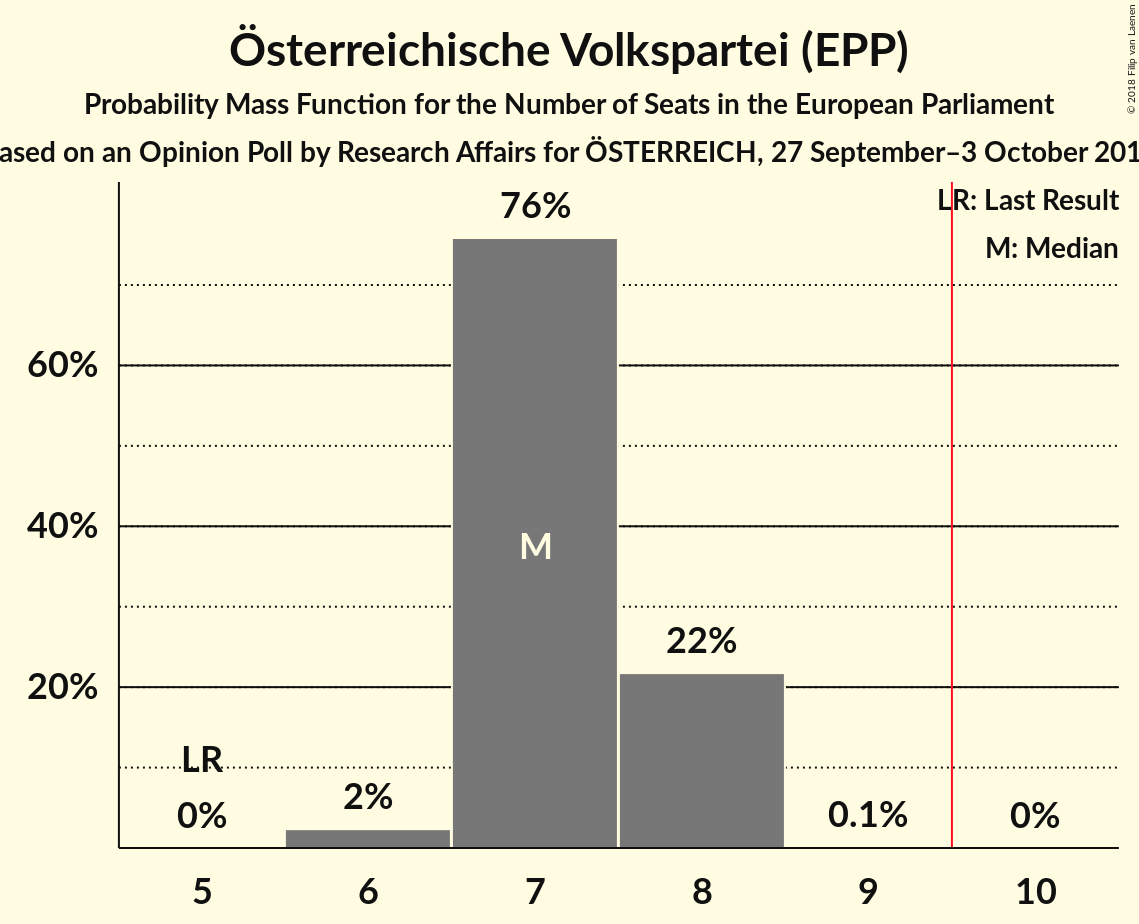 Österreichische Volkspartei (EPP)
Probability Mass Function for the Number of Seats in the European Parliament
ased on an Opinion Poll by Research Affairs for ÖSTERREICH, 27 September–3 October 201
© 2018 Filip van Laenen
LR: Last Result
M: Median
76%
60%
M
40%
22%
20%
LR
0%
2%
0.1%
0%
5 6 7 8 9 10